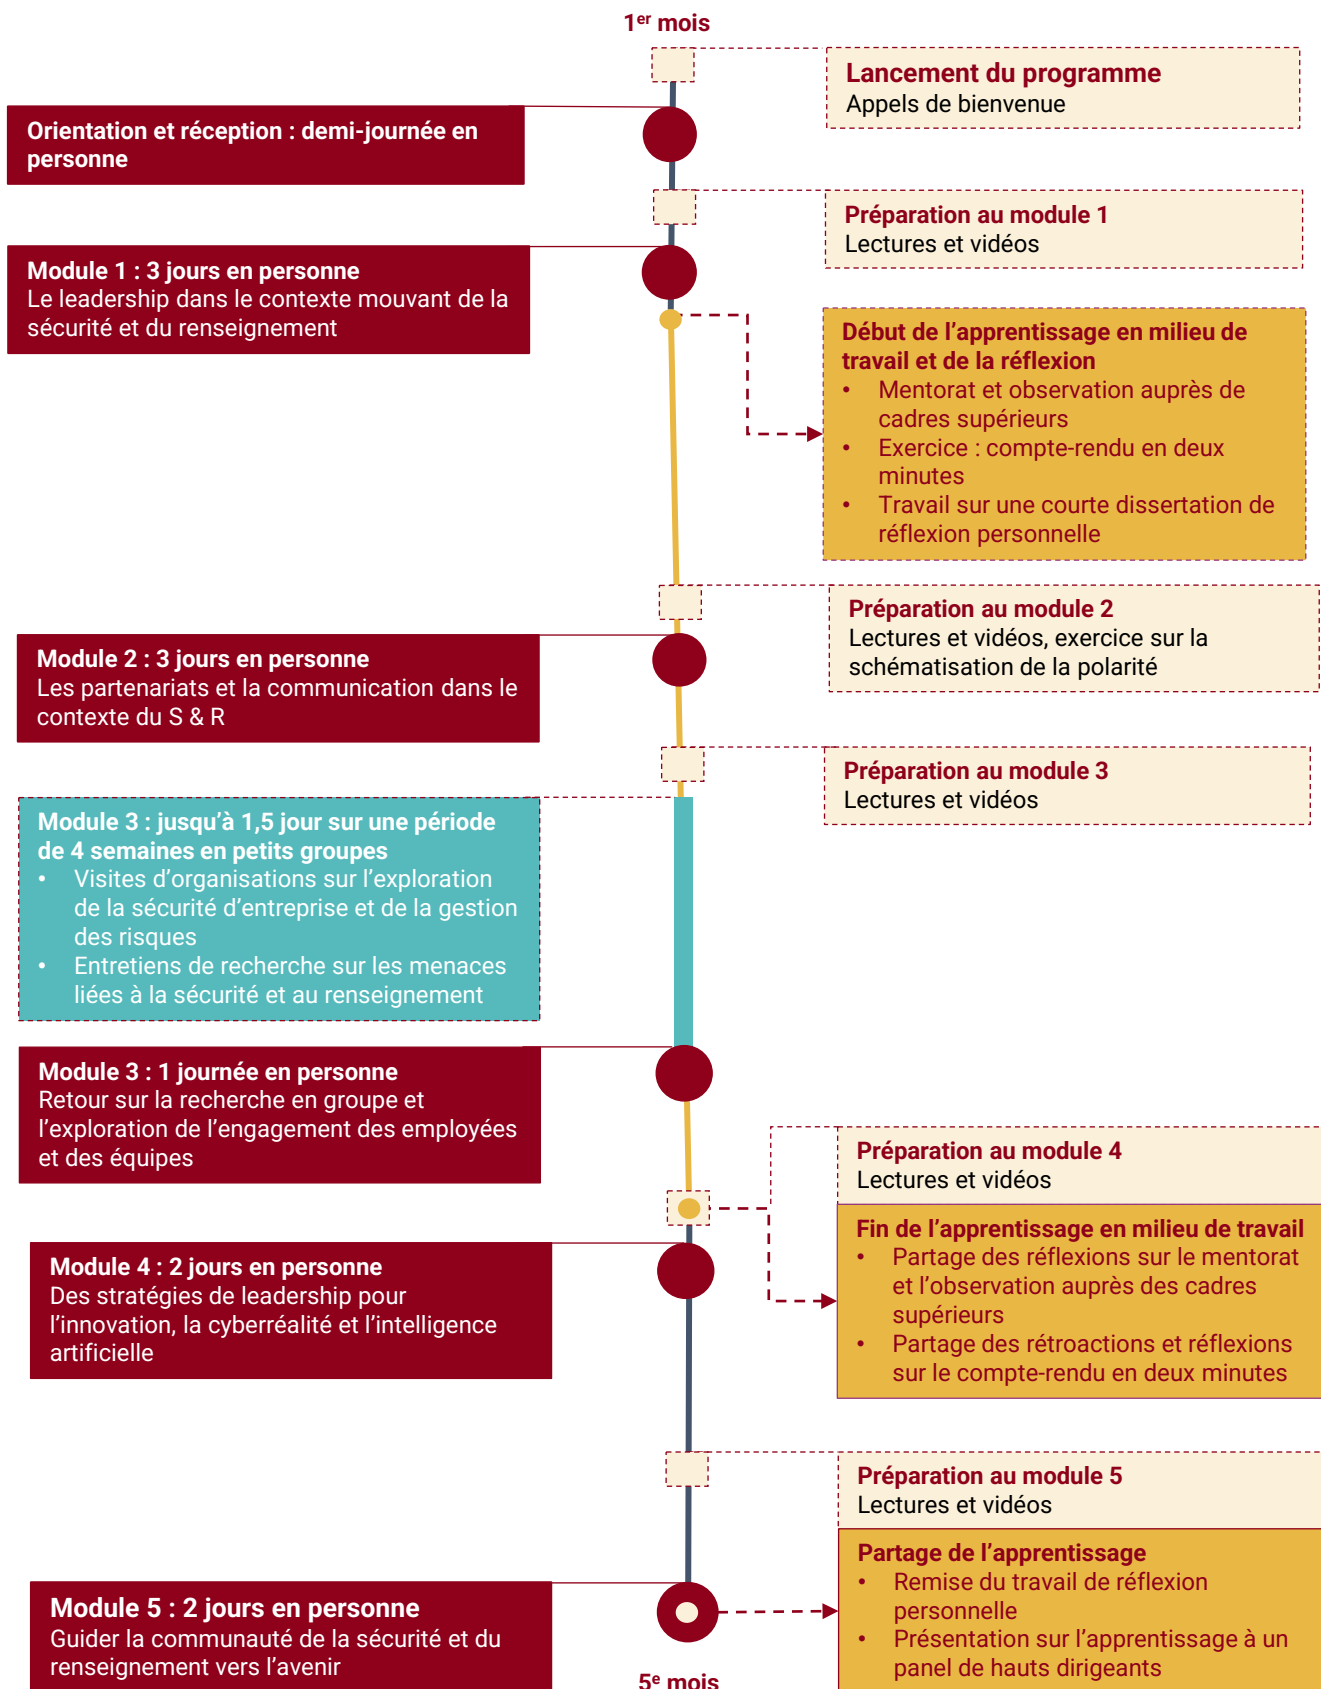 1er mois
Lancement du programme
Appels de bienvenue
Orientation et réception : demi-journée en
personne
Préparation au module 1
Lectures et vidéos
Module 1 : 3 jours en personne
Le leadership dans le contexte mouvant de la
sécurité et du renseignement
Début de l’apprentissage en milieu de
travail et de la réflexion
• Mentorat et observation auprès de
cadres supérieurs
• Exercice : compte-rendu en deux
minutes
• Travail sur une courte dissertation de
réflexion personnelle
Préparation au module 2
Lectures et vidéos, exercice sur la
schématisation de la polarité
Module 2 : 3 jours en personne
Les partenariats et la communication dans le
contexte du S & R
Préparation au module 3
Lectures et vidéos
Module 3 : jusqu’à 1,5 jour sur une période
de 4 semaines en petits groupes
• Visites d’organisations sur l’exploration
de la sécurité d’entreprise et de la gestion
des risques
• Entretiens de recherche sur les menaces
liées à la sécurité et au renseignement
Module 3 : 1 journée en personne
Retour sur la recherche en groupe et
l’exploration de l’engagement des employées
et des équipes
Préparation au module 4
Lectures et vidéos
Fin de l’apprentissage en milieu de travail
• Partage des réflexions sur le mentorat
et l’observation auprès des cadres
supérieurs
• Partage des rétroactions et réflexions
sur le compte-rendu en deux minutes
Module 4 : 2 jours en personne
Des stratégies de leadership pour
l’innovation, la cyberréalité et l’intelligence
artificielle
Préparation au module 5
Lectures et vidéos
Partage de l’apprentissage
• Remise du travail de réflexion
personnelle
• Présentation sur l’apprentissage à un
panel de hauts dirigeants
Module 5 : 2 jours en personne
Guider la communauté de la sécurité et du
renseignement vers l’avenir
5e mois